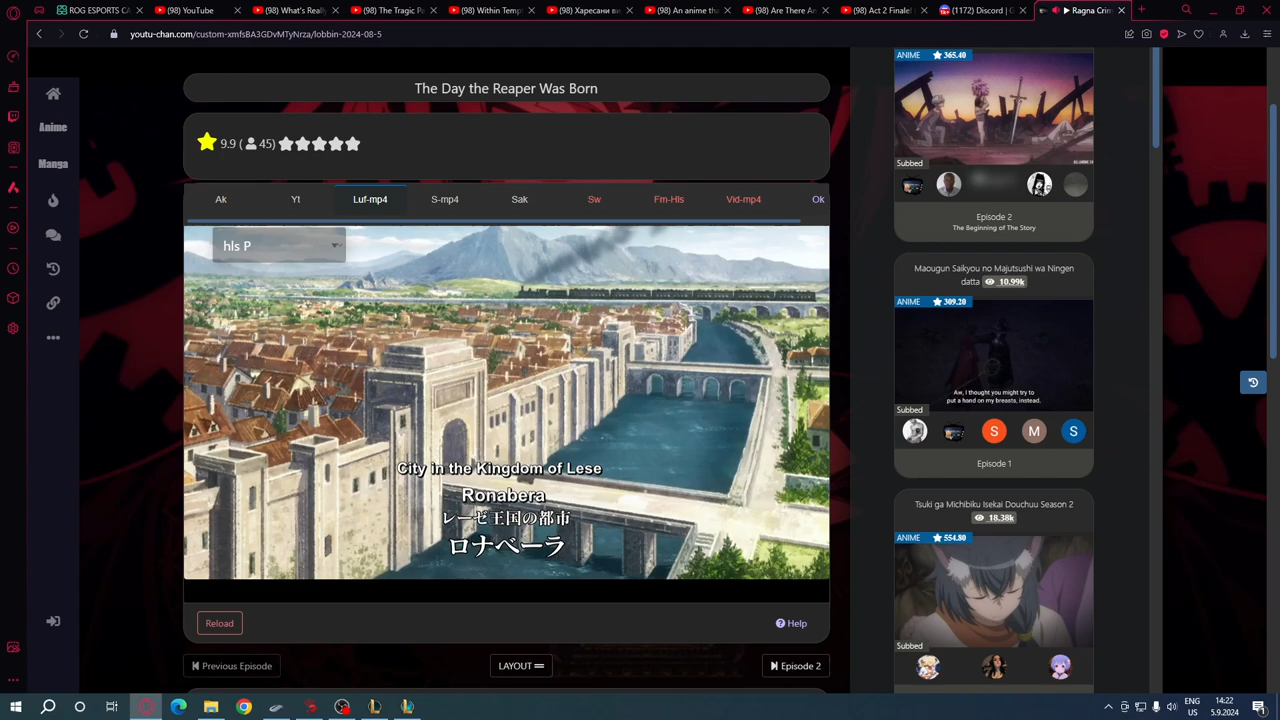 ROG ESPORTS CA
(98) YouTube
(98) What's Really
(98) The Tragic Pa
(98) Within Temp
(98) Харесани ви
(98) An anime tha
(98) Are There An
(98) Act 2 Finale!
(1172) Discord | G
Ragna Crim
youtu-chan.com/custom-xmfsBA3GDvMTyNrza/lobbin-2024-08-5
Anime
Manga
The Day the Reaper Was Born
9.9 ( 45)
Ak
Yt
Luf-mp4
S-mp4
Sak
Sw
Fm-Hls
Vid-mp4
Ok
hls P
City in the Kingdom of Lese
Ronabera
レーゼ王国の都市
ロナベーラ
Reload
Help
Previous Episode
LAYOUT
Episode 2
ANIME 365.40
Subbed
Episode 2
The Beginning of The Story
Maougun Saikyou no Majutsushi wa Ningen
datta 10.99k
ANIME 309.20
Aw, I thought you might try to
put a hand on my breasts, instead.
Subbed
S
M
S
Episode 1
Tsuki ga Michibiku Isekai Douchuu Season 2
18.38k
ANIME 554.80
Subbed
ENG
US
14:22
5.9.2024